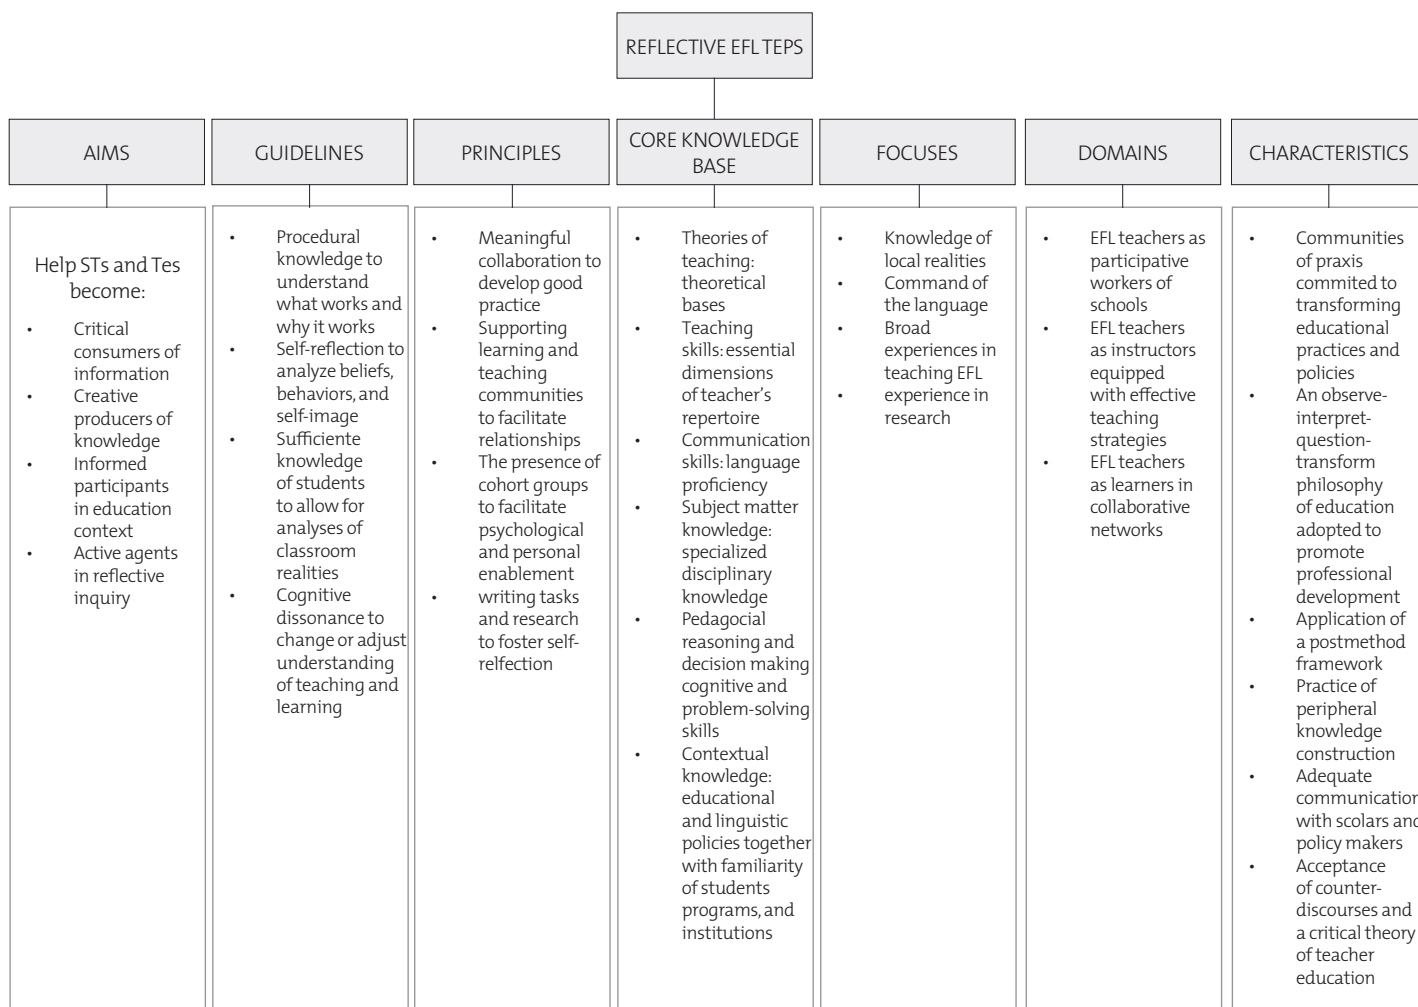 REFLECTIVE EFL TEPS
AIMS
GUIDELINES
PRINCIPLES
CORE KNOWLEDGE
BASE
FOCUSES
DOMAINS
CHARACTERISTICS
Help STs and Tes
become:
• Critical
consumers of
information
• Creative
producers of
knowledge
• Informed
participants
in education
context
• Active agents
in reflective
inquiry
• Procedural
knowledge to
understand
what works and
why it works
• Self-reflection to
analyze beliefs,
behaviors, and
self-image
• Sufficiente
knowledge
of students
to allow for
analyses of
classroom
realities
• Cognitive
dissonance to
change or adjust
understanding
of teaching and
learning
• Meaningful
collaboration to
develop good
practice
• Supporting
learning and
teaching
communities
to facilitate
relationships
• The presence of
cohort groups
to facilitate
psychological
and personal
enablement
• writing tasks
and research
to foster self-
relfection
• Theories of
teaching:
theoretical
bases
• Teaching
skills: essential
dimensions
of teacher’s
repertoire
• Communication
skills: language
proficiency
• Subject matter
knowledge:
specialized
disciplinary
knowledge
• Pedagocial
reasoning and
decision making
cognitive and
problem-solving
skills
• Contextual
knowledge:
educational
and linguistic
policies together
with familiarity
of students
programs, and
institutions
• Knowledge of
local realities
• Command of
the language
• Broad
experiences in
teaching EFL
• experience in
research
• EFL teachers as
participative
workers of
schools
• EFL teachers
as instructors
equipped
with effective
teaching
strategies
• EFL teachers
as learners in
collaborative
networks
• Communities
of praxis
commited to
transforming
educational
practices and
policies
• An observe-
interpret-
question-
transform
philosophy
of education
adopted to
promote
professional
development
• Application of
a postmethod
framework
• Practice of
peripheral
knowledge
construction
• Adequate
communication
with scolars and
policy makers
• Acceptance
of counter-
discourses and
a critical theory
of teacher
education